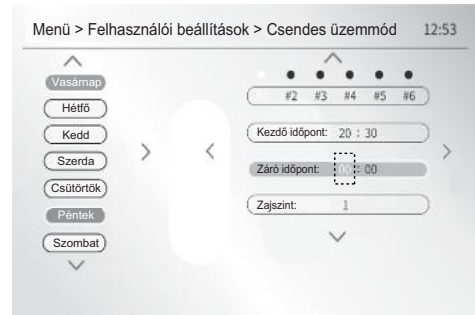 Menü > Felhasználói beállítások > Csendes üzemmód 12:53
Vasárnap
Hétfő
Kedd
Szerda
Csütörtök
Péntek
Szombat
#2 #3 #4 #5 #6
Kezdő időpont: 20 : 30
Záró időpont: 00 : 00
Zajszint: 1